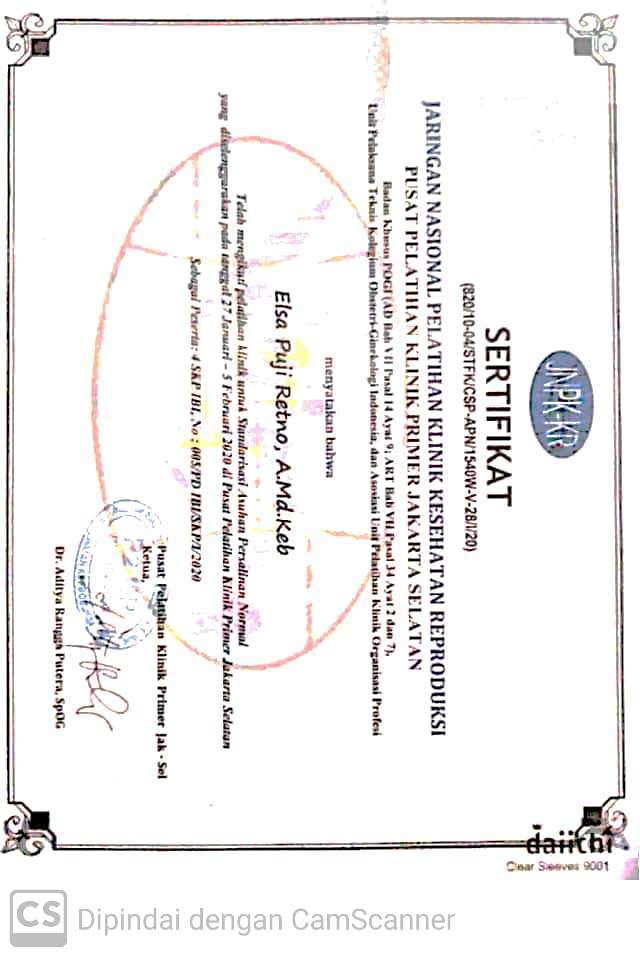 JNPK-KR
SERTIFIKAT
(820/10-04/STFK/CSP-APN/1540W-V-28/I/20)
JARINGAN NASIONAL PELATIHAN KLINIK KESEHATAN REPRODUKSI
PUSAT PELATIHAN KLINIK PRIMER JAKARTA SELATAN
Badan Khusus POGI (AD Bab VII Pasal 14 Ayat 9; ART Bab VII, Pasal 34 Ayat 2 dan 7),
Unit Pelaksana Teknis Kolegium Obstetri-Ginekologi Indonesia, dan Asosiasi Unit Pelatihan Klinik Organisasi Profesi
menyatakan bahwa
Elsa Puji Retno, A.Md.Keb
Telah mengikuti pelatihan klinik untuk Standarisasi Asuhan Persalinan Normal
yang diselenggarakan pada tanggal 27 Januari – 5 Februari 2020 di Pusat Pelatihan Klinik Primer Jakarta Selatan
Sebagai Peserta: 4 SKP IBI, No : 005/PD IBI/SKP/I/2020
Pusat Pelatihan Klinik Primer Jak-Sel
Ketua,
Dr. Aditya Rangga Putera, SpOG
daiichi
Clear Sleeves 9001
CS Dipindai dengan CamScanner